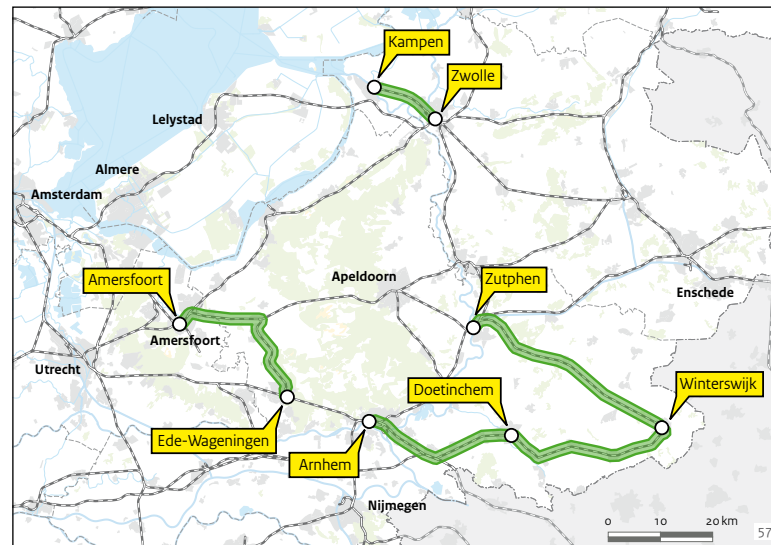 Kampen
Zwolle
Lelystad
Almere
Amsterdam
Amersfoort
Apeldoorn
Zutphen
Enschede
Amersfoort
Utrecht
Doetinchem
Winterswijk
Ede-Wageningen
Arnhem
Nijmegen
0 10 20 km
57